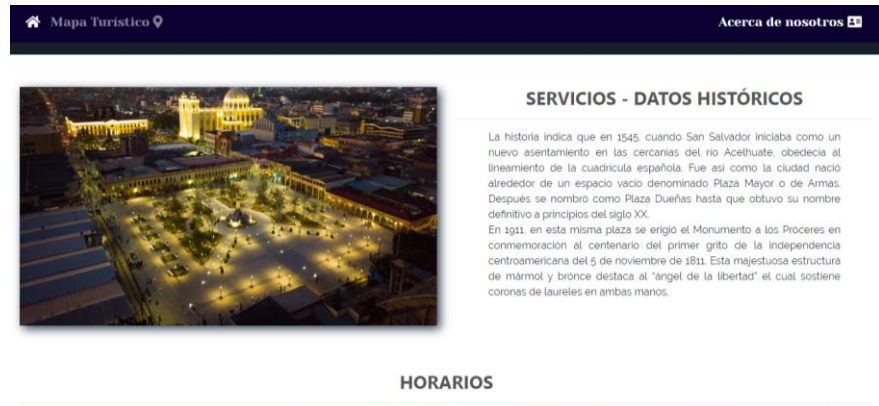 Mapa Turístico
Acerca de nosotros
SERVICIOS - DATOS HISTÓRICOS
La historia indica que en 1545, cuando San Salvador iniciaba como un
nuevo asentamiento en las cercanías del río Acelhuate, obedecía al
lineamiento de la cuadrícula española. Fue así como la ciudad nació
alrededor de un espacio vacío denominado Plaza Mayor o de Armas.
Después se nombró como Plaza Dueñas hasta que obtuvo su nombre
definitivo a principios del siglo XX.
En 1911, en esta misma plaza se erigió el Monumento a los Próceres en
conmemoración al centenario del primer grito de la independencia
centroamericana del 5 de noviembre de 1811. Esta majestuosa estructura
de mármol y bronce destaca al “ángel de la libertad” el cual sostiene
coronas de laureles en ambas manos.
HORARIOS